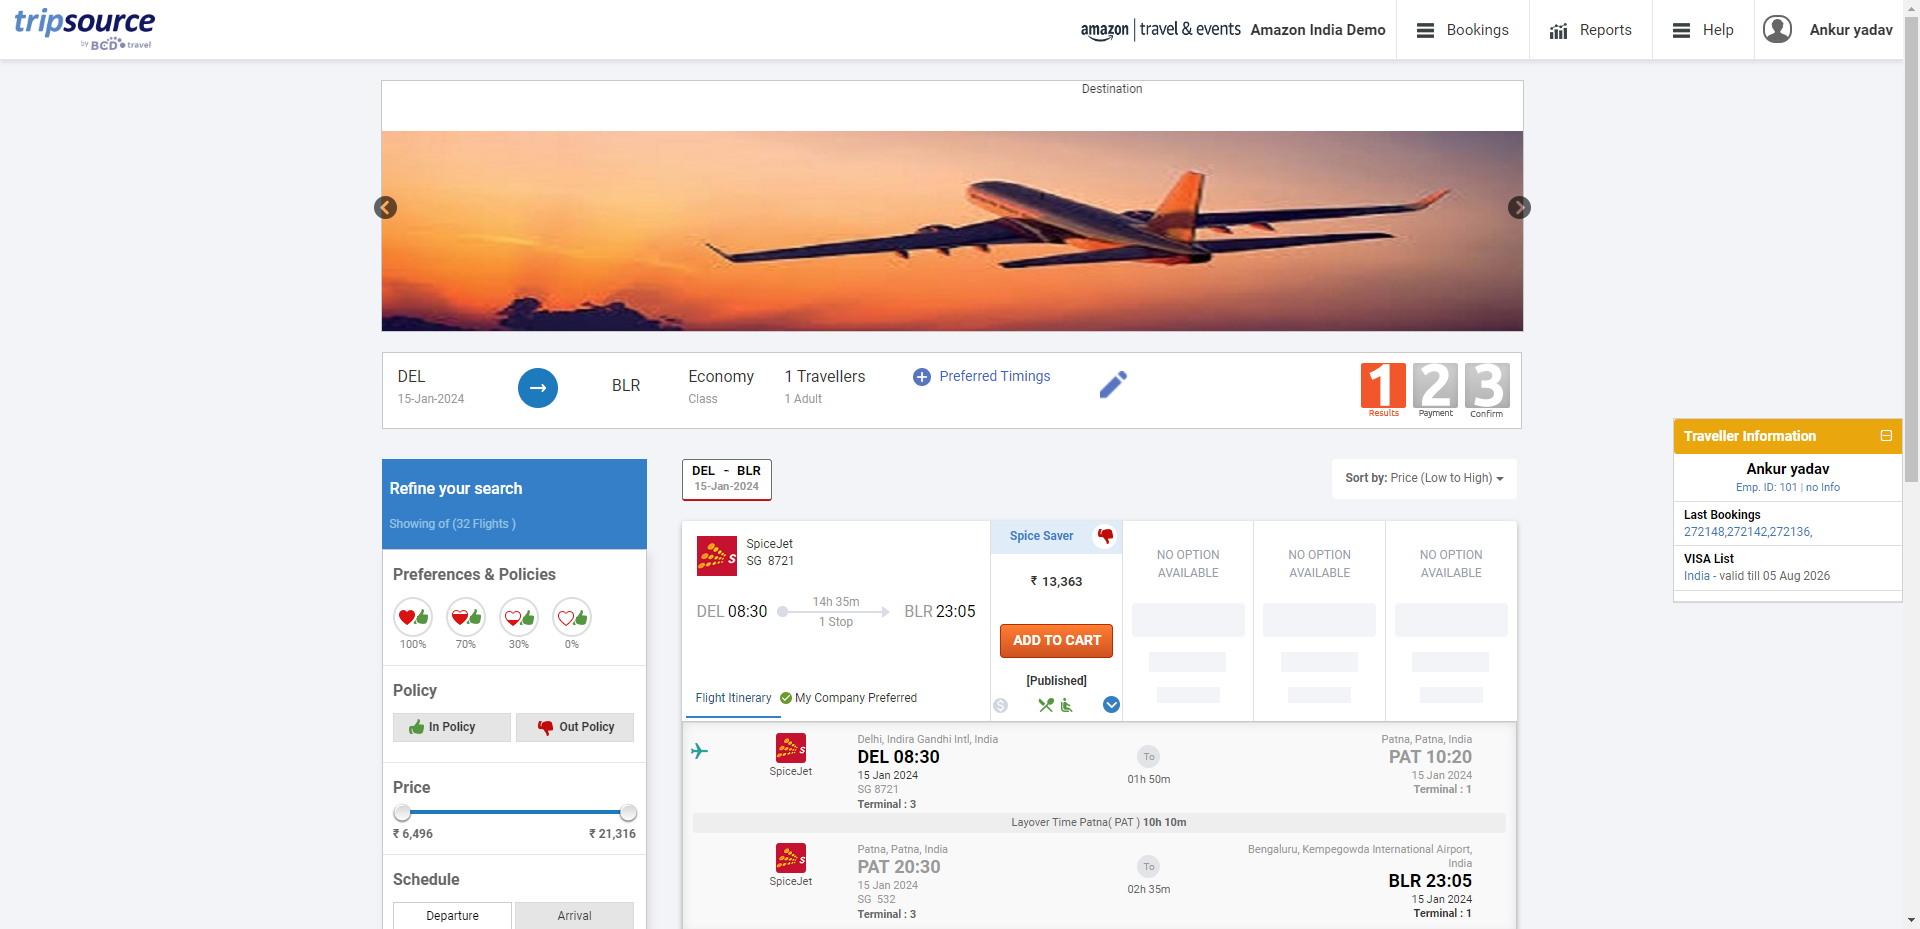 tripsource
by BCD travel
amazon travel & events Amazon India Demo
Bookings
Reports
Help
Ankur yadav
Destination
DEL
15-Jan-2024
BLR
Economy
Class
1 Travellers
1 Adult
Preferred Timings
1 2 3
Results Payment Confirm
Traveller Information
Ankur yadav
Emp. ID: 101 | no Info
Last Bookings
272148,272142,272136,
VISA List
India - valid till 05 Aug 2026
Refine your search
Showing of (32 Flights )
Preferences & Policies
100% 70% 30% 0%
Policy
In Policy Out Policy
Price
₹ 6,496 ₹ 21,316
Schedule
Departure Arrival
DEL - BLR
15-Jan-2024
Sort by: Price (Low to High)
SpiceJet
SG 8721
DEL 08:30
14h 35m
1 Stop
BLR 23:05
Flight Itinerary
My Company Preferred
Spice Saver
₹ 13,363
ADD TO CART
[Published]
NO OPTION
AVAILABLE
NO OPTION
AVAILABLE
NO OPTION
AVAILABLE
SpiceJet
Delhi, Indira Gandhi Intl, India
DEL 08:30
15 Jan 2024
SG 8721
Terminal : 3
To
01h 50m
Patna, Patna, India
PAT 10:20
15 Jan 2024
Terminal : 1
Layover Time Patna( PAT ) 10h 10m
SpiceJet
Patna, Patna, India
PAT 20:30
15 Jan 2024
SG 532
Terminal : 3
To
02h 35m
Bengaluru, Kempegowda International Airport,
India
BLR 23:05
15 Jan 2024
Terminal : 1